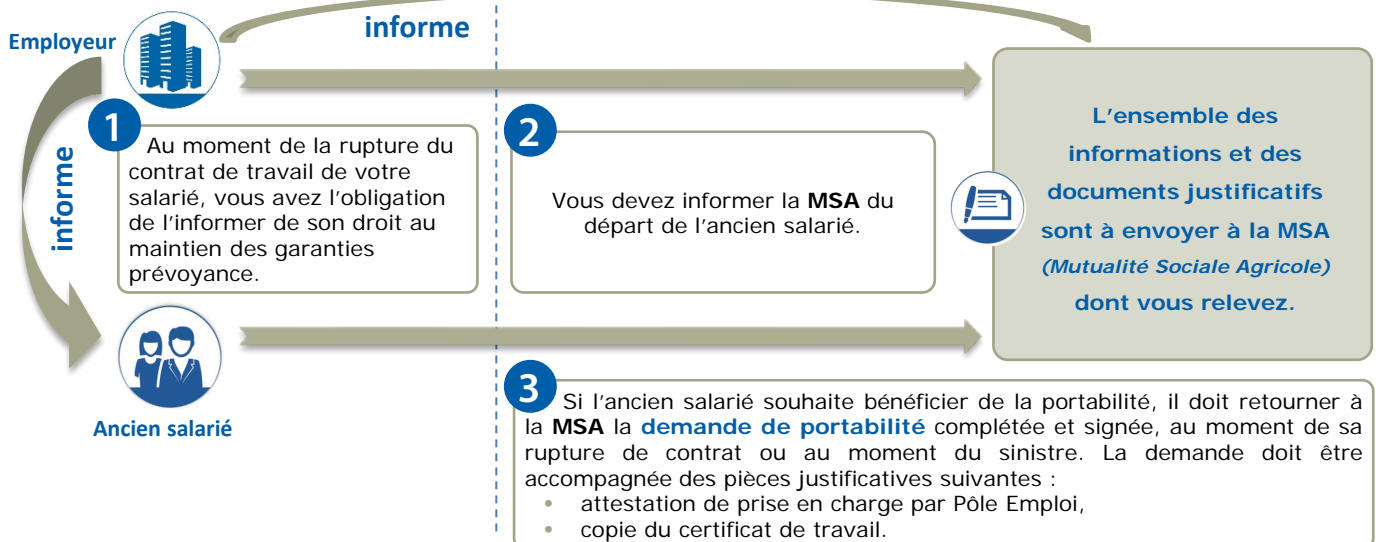 informe
Employeur
informe
1
Au moment de la rupture du
contrat de travail de votre
salarié, vous avez l'obligation
de l'informer de son droit au
maintien des garanties
prévoyance.
2
Vous devez informer la MSA du
départ de l'ancien salarié.
L'ensemble des
informations et des
documents justificatifs
sont à envoyer à la MSA
(Mutualité Sociale Agricole)
dont vous relevez.
Ancien salarié
3
Si l'ancien salarié souhaite bénéficier de la portabilité, il doit retourner à
la MSA la demande de portabilité complétée et signée, au moment de sa
rupture de contrat ou au moment du sinistre. La demande doit être
accompagnée des pièces justificatives suivantes :
• attestation de prise en charge par Pôle Emploi,
• copie du certificat de travail.